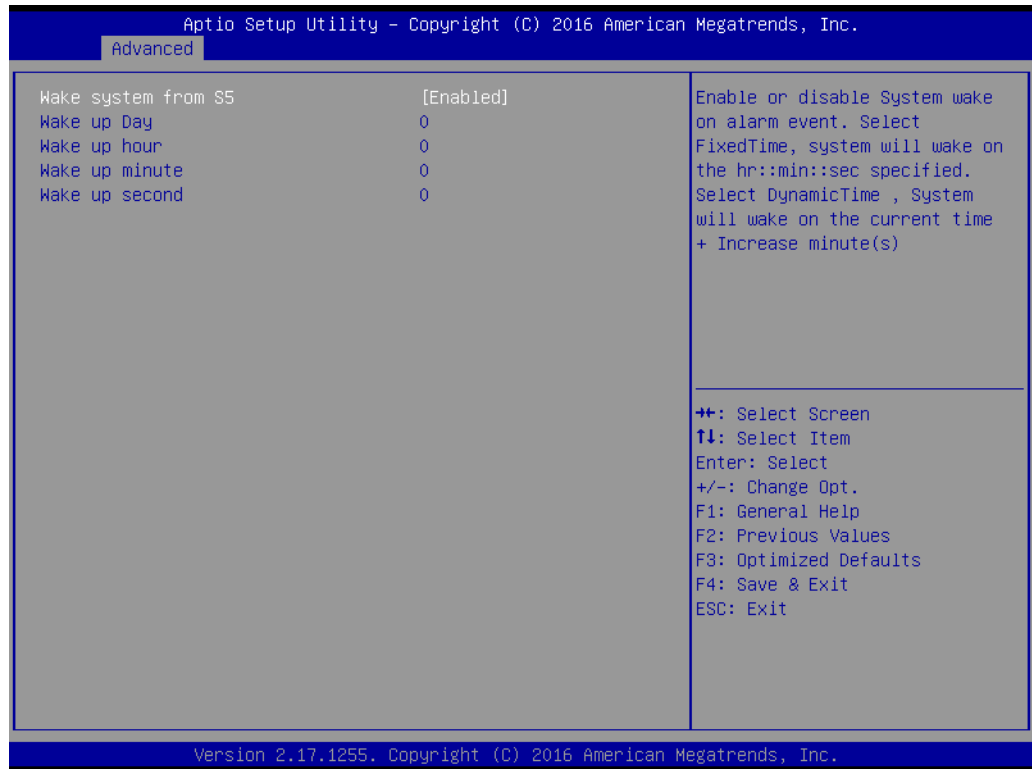 Aptio Setup Utility – Copyright (C) 2016 American Megatrends, Inc.
Advanced
Wake system from S5 [Enabled]
Wake up Day 0
Wake up hour 0
Wake up minute 0
Wake up second 0
Enable or disable System wake
on alarm event. Select
FixedTime, system will wake on
the hr::min::sec specified.
Select DynamicTime , System
will wake on the current time
+ Increase minute(s)
→←: Select Screen
↑↓: Select Item
Enter: Select
+/-: Change Opt.
F1: General Help
F2: Previous Values
F3: Optimized Defaults
F4: Save & Exit
ESC: Exit
Version 2.17.1255. Copyright (C) 2016 American Megatrends, Inc.